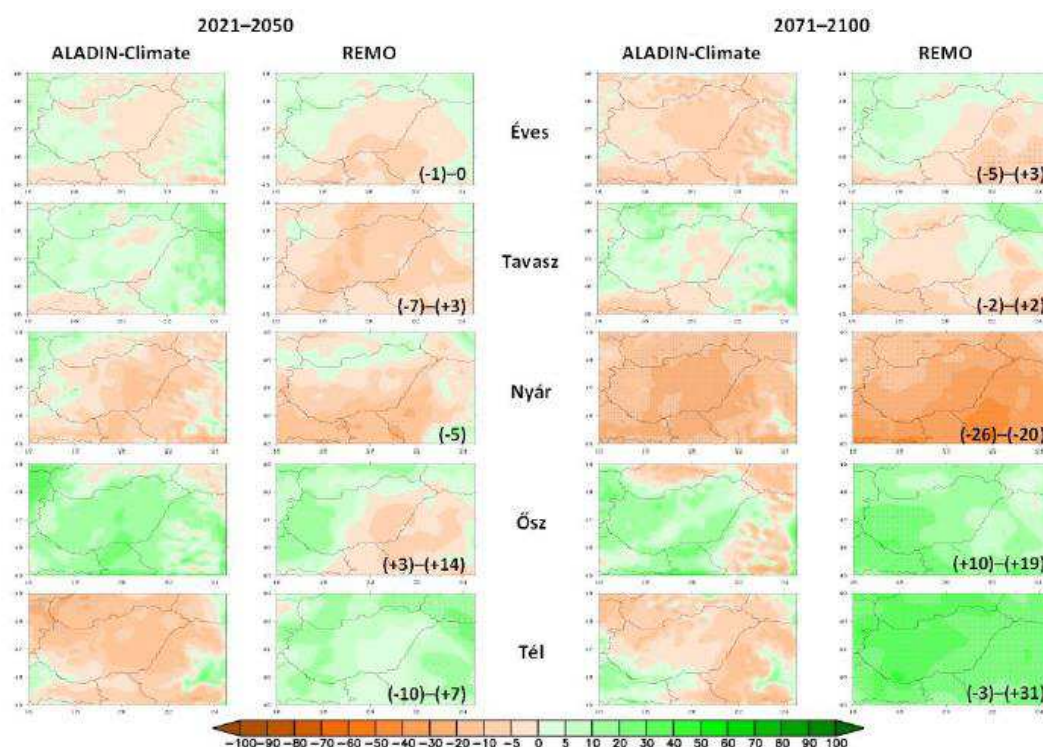 2021–2050 2071–2100
ALADIN-Climate REMO ALADIN-Climate REMO
Éves
(-1)–0 (-5)–(+3)
Tavasz
(-7)–(+3) (-2)–(+2)
Nyár
(-5) (-26)–(-20)
Ősz
(+3)–(+14) (+10)–(+19)
Tél
(-10)–(+7) (-3)–(+31)
−100 −90 −80 −70 −60 −50 −40 −30 −20 −10 −5 0 5 10 20 30 40 50 60 70 80 90 100